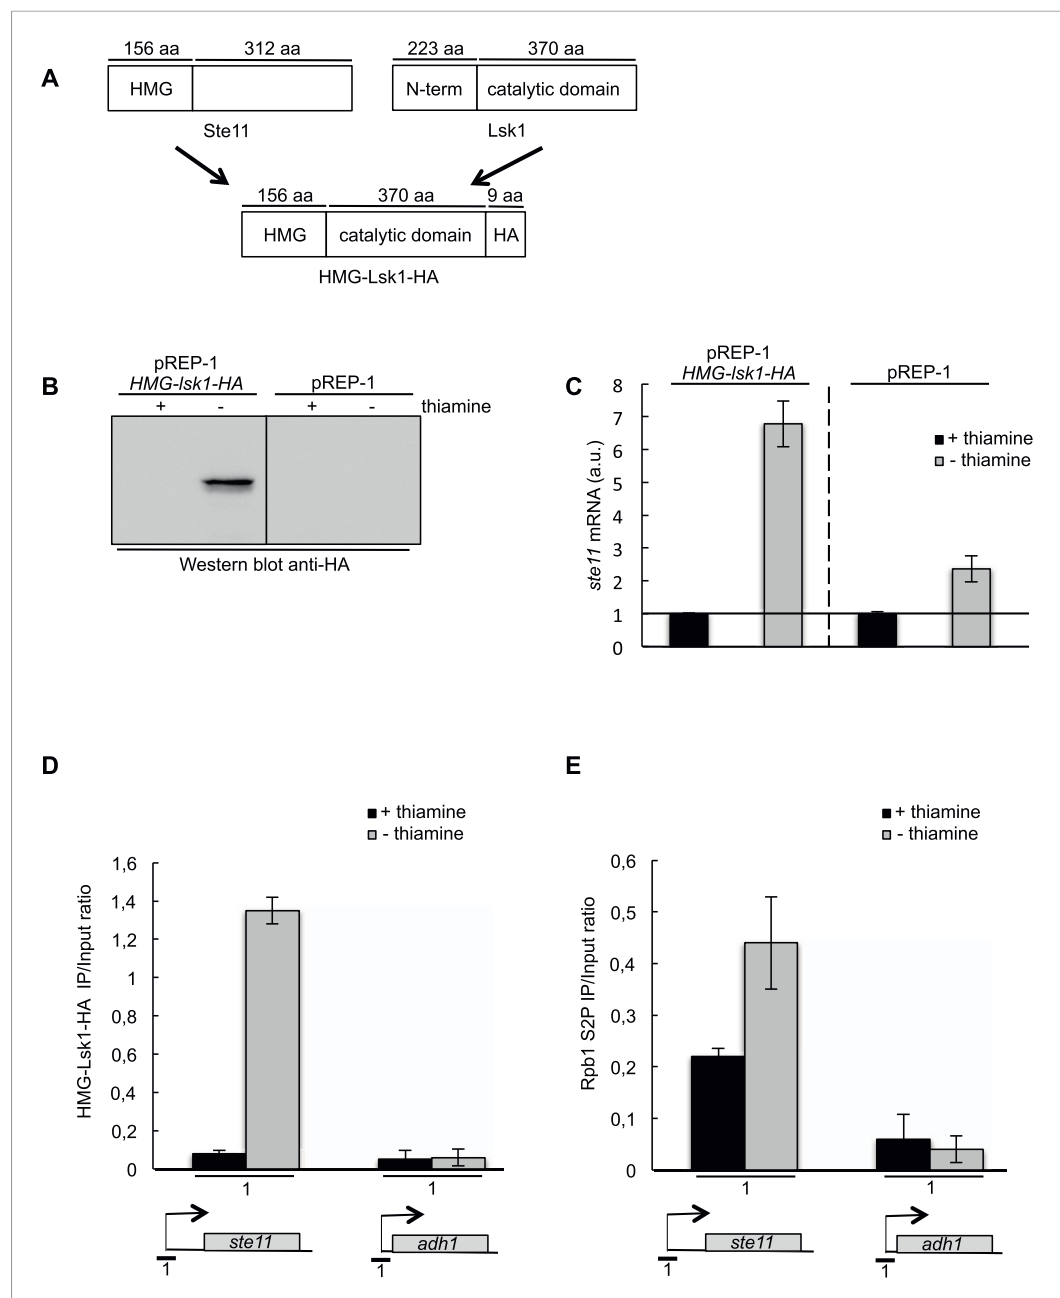 A
156 aa 312 aa
HMG
Ste11
223 aa 370 aa
N-term catalytic domain
Lsk1
156 aa 370 aa 9 aa
HMG catalytic domain HA
HMG-Lsk1-HA
B
pREP-1
HMG-lsk1-HA
pREP-1
+ - + - thiamine
Western blot anti-HA
C
pREP-1
HMG-lsk1-HA
pREP-1
+ thiamine
- thiamine
ste11 mRNA (a.u.)
8
7
6
5
4
3
2
1
0
D
+ thiamine
- thiamine
HMG-Lsk1-HA IP/Input ratio
1,6
1,4
1,2
1
0,8
0,6
0,4
0,2
0
1 1
ste11 adh1
1 1
E
+ thiamine
- thiamine
Rpb1 S2P IP/Input ratio
0,6
0,5
0,4
0,3
0,2
0,1
0
1 1
ste11 adh1
1 1